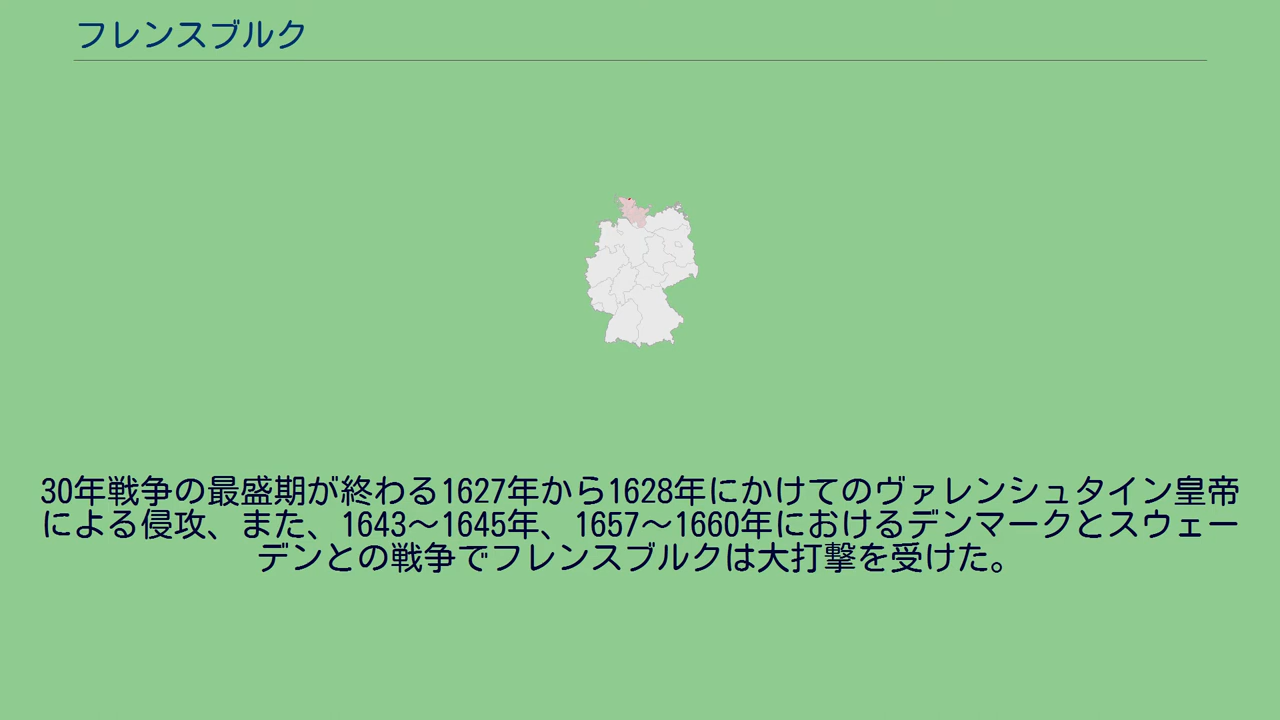 フレンスブルク
30年戦争の最盛期が終わる1627年から1628年にかけてのヴァレンシュタイン皇帝
による侵攻、また、1643〜1645年、1657〜1660年におけるデンマークとスウェー
デンとの戦争でフレンスブルクは大打撃を受けた。